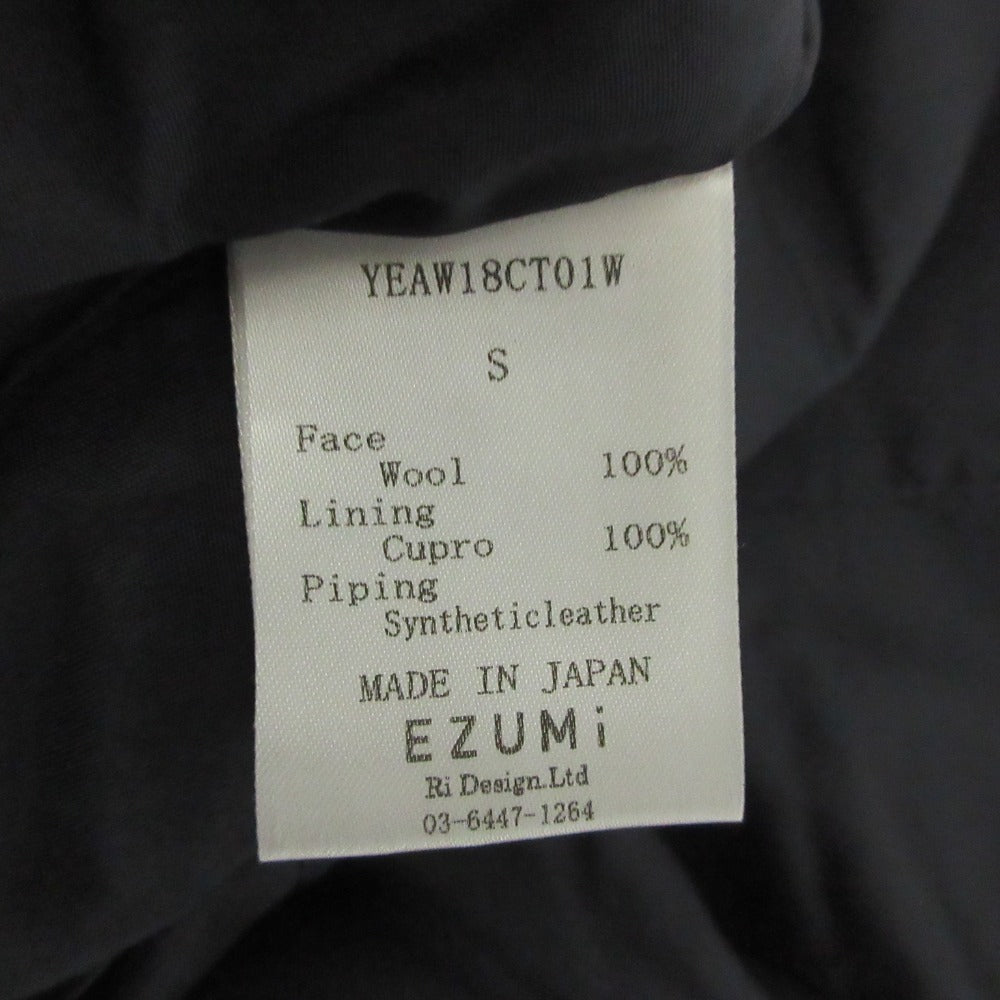 YEAW18CT01W
S
Face
Wool 100%
Lining
Cupro 100%
Piping
Syntheticleather
MADE IN JAPAN
EZUMi
Ri Design.Ltd
03-6447-1264